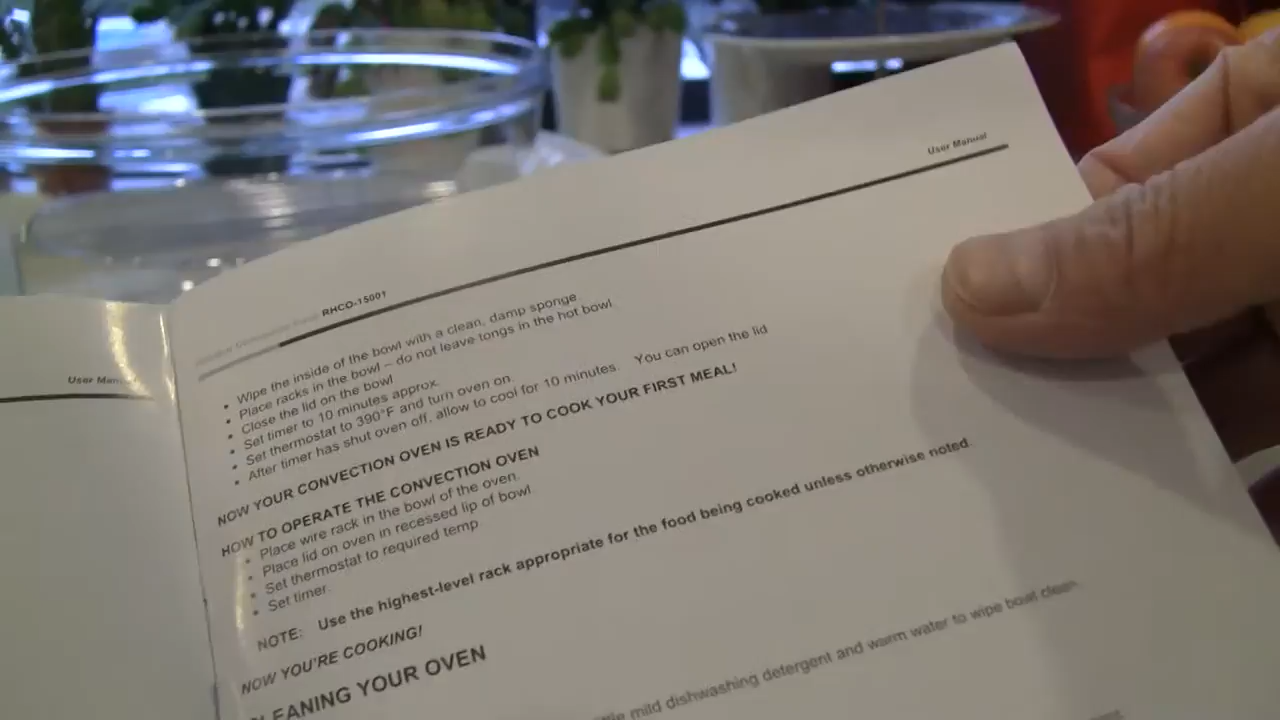 User Manual
RHCO-15001
User Man
• Wipe the inside of the bowl with a clean, damp sponge
• Place racks in the bowl – do not leave tongs in the hot bowl
• Close the lid on the bowl
• Set timer to 10 minutes approx.
• Set thermostat to 390°F and turn oven on.
• After timer has shut oven off, allow to cool for 10 minutes. You can open the lid
NOW YOUR CONVECTION OVEN IS READY TO COOK YOUR FIRST MEAL!
HOW TO OPERATE THE CONVECTION OVEN
• Place wire rack in the bowl of the oven.
• Place lid on oven in recessed lip of bowl
• Set thermostat to required temp
• Set timer.
NOTE: Use the highest-level rack appropriate for the food being cooked unless otherwise noted.
NOW YOU'RE COOKING!
LEANING YOUR OVEN
mild dishwashing detergent and warm water to wipe bowl clean.